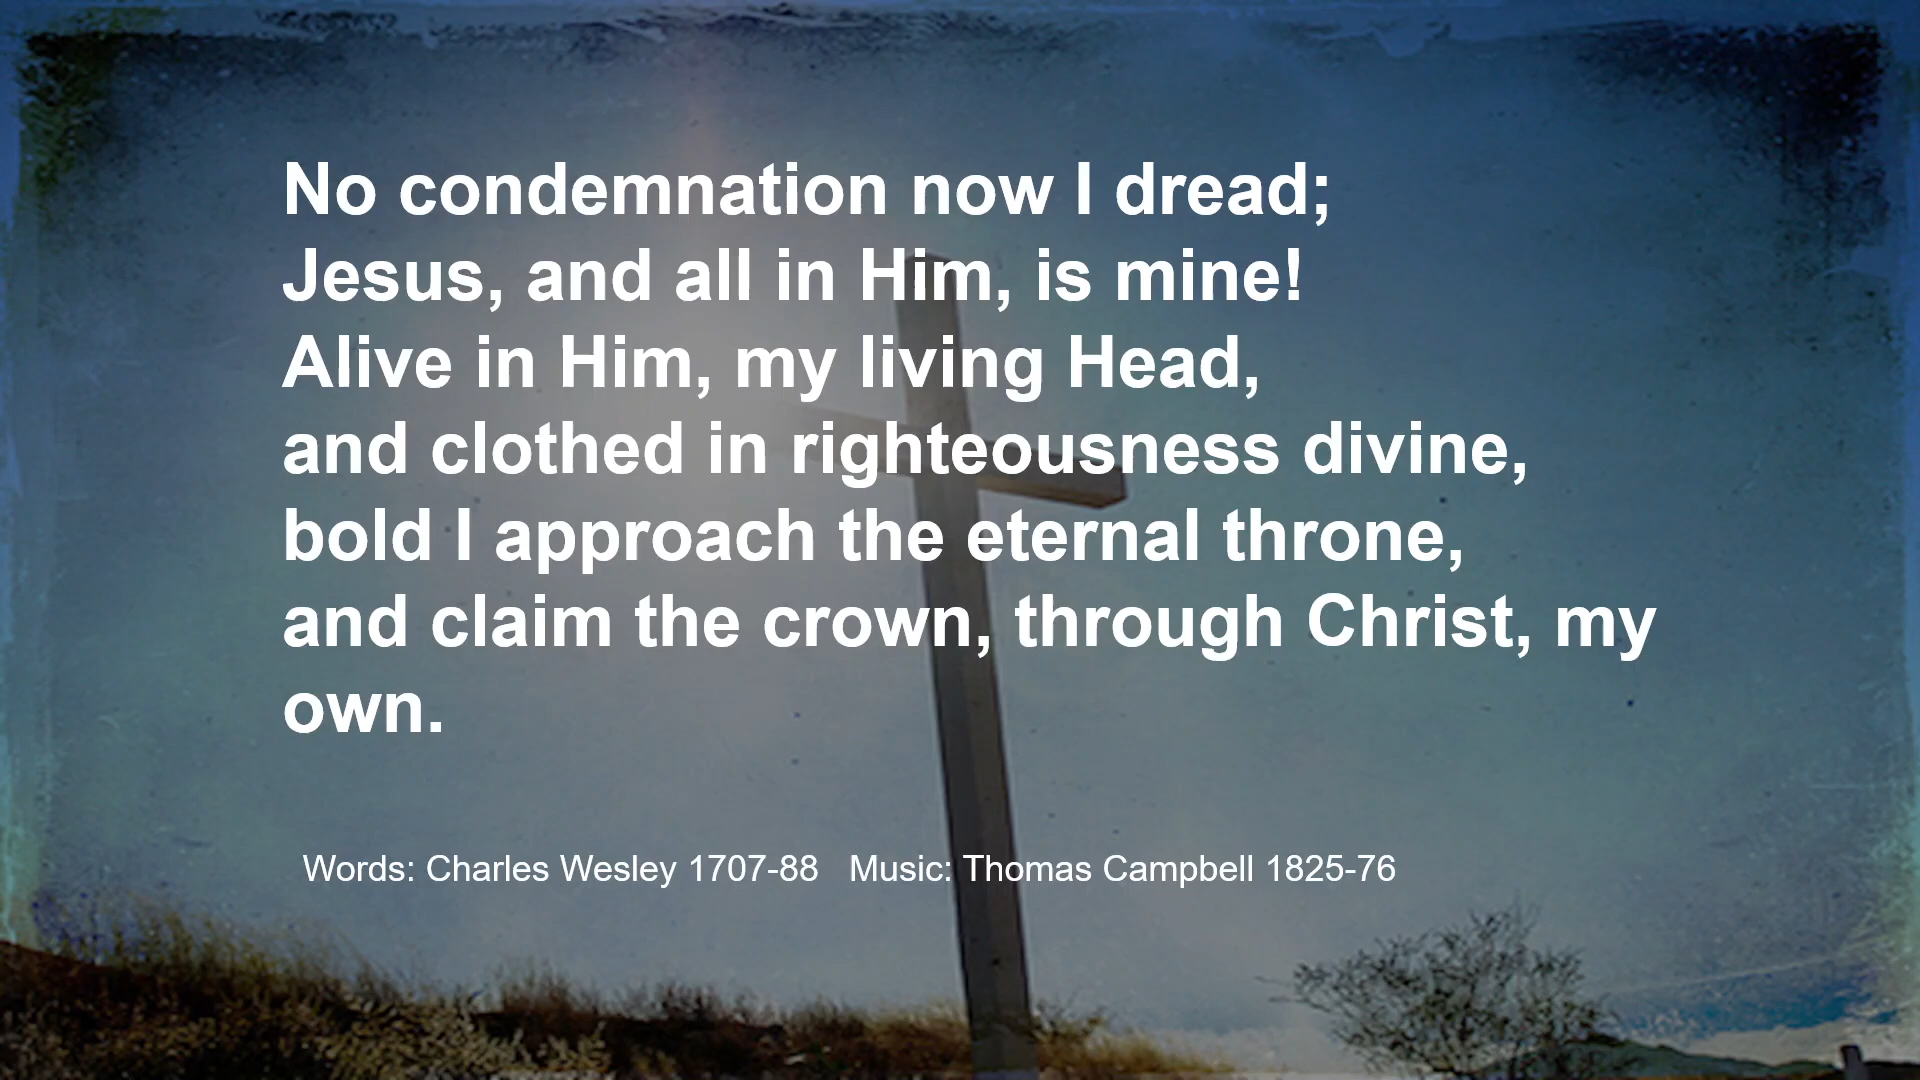 No condemnation now I dread;
Jesus, and all in Him, is mine!
Alive in Him, my living Head,
and clothed in righteousness divine,
bold I approach the eternal throne,
and claim the crown, through Christ, my
own.
Words: Charles Wesley 1707-88   Music: Thomas Campbell 1825-76